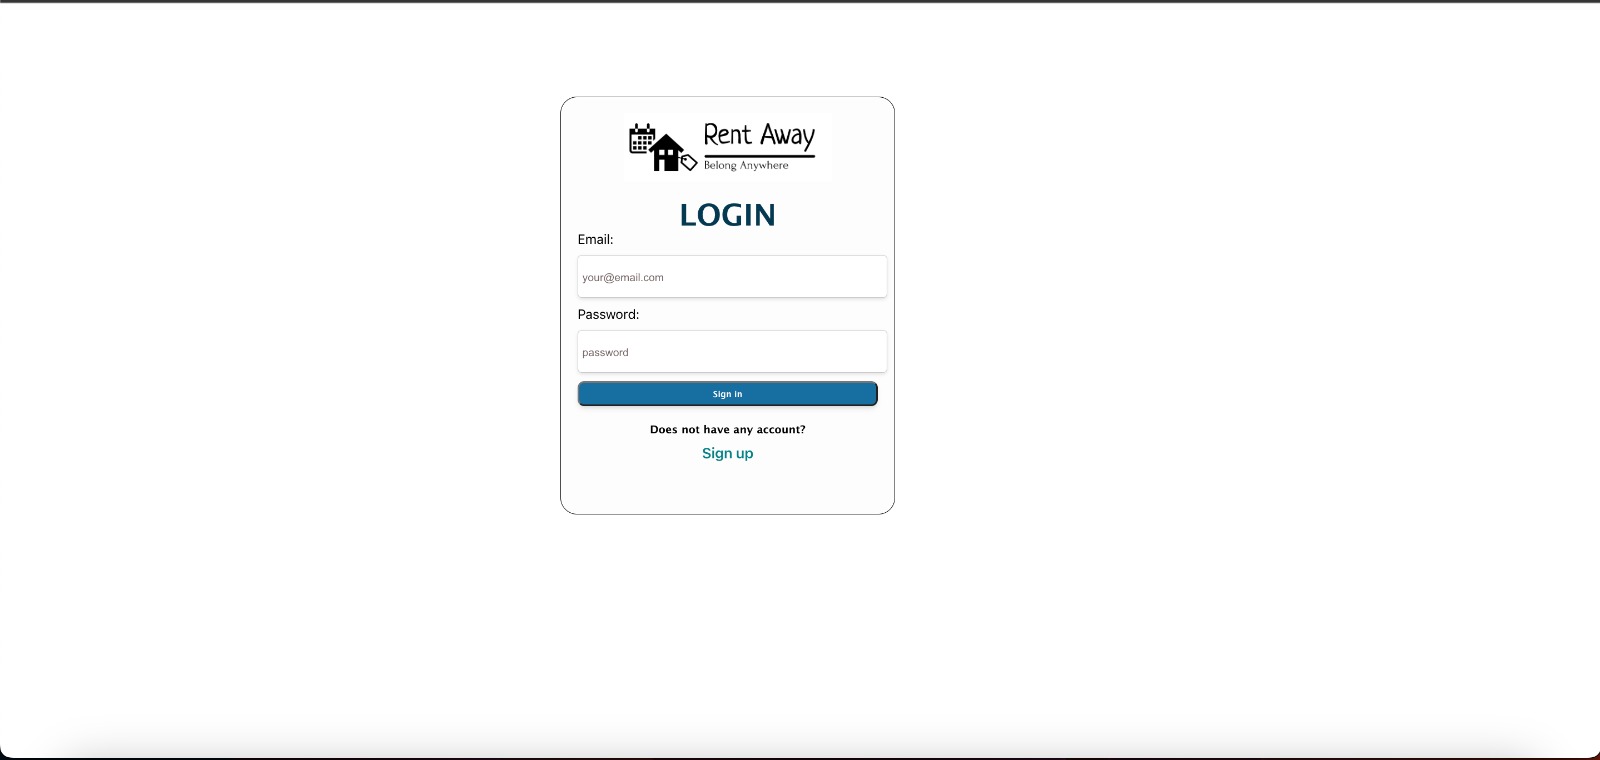 Rent Away
Belong Anywhere
LOGIN
Email:
your@email.com
Password:
password
Sign in
Does not have any account?
Sign up